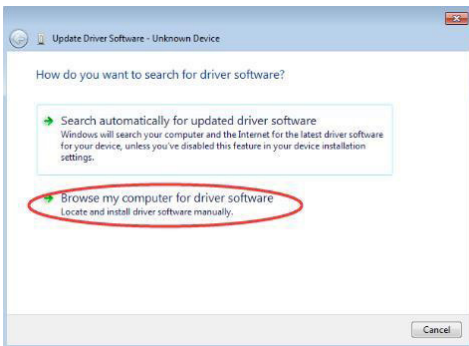 Update Driver Software - Unknown Device
How do you want to search for driver software?
Search automatically for updated driver software
Windows will search your computer and the Internet for the latest driver software
for your device, unless you've disabled this feature in your device installation
settings.
Browse my computer for driver software
Locate and install driver software manually.
Cancel